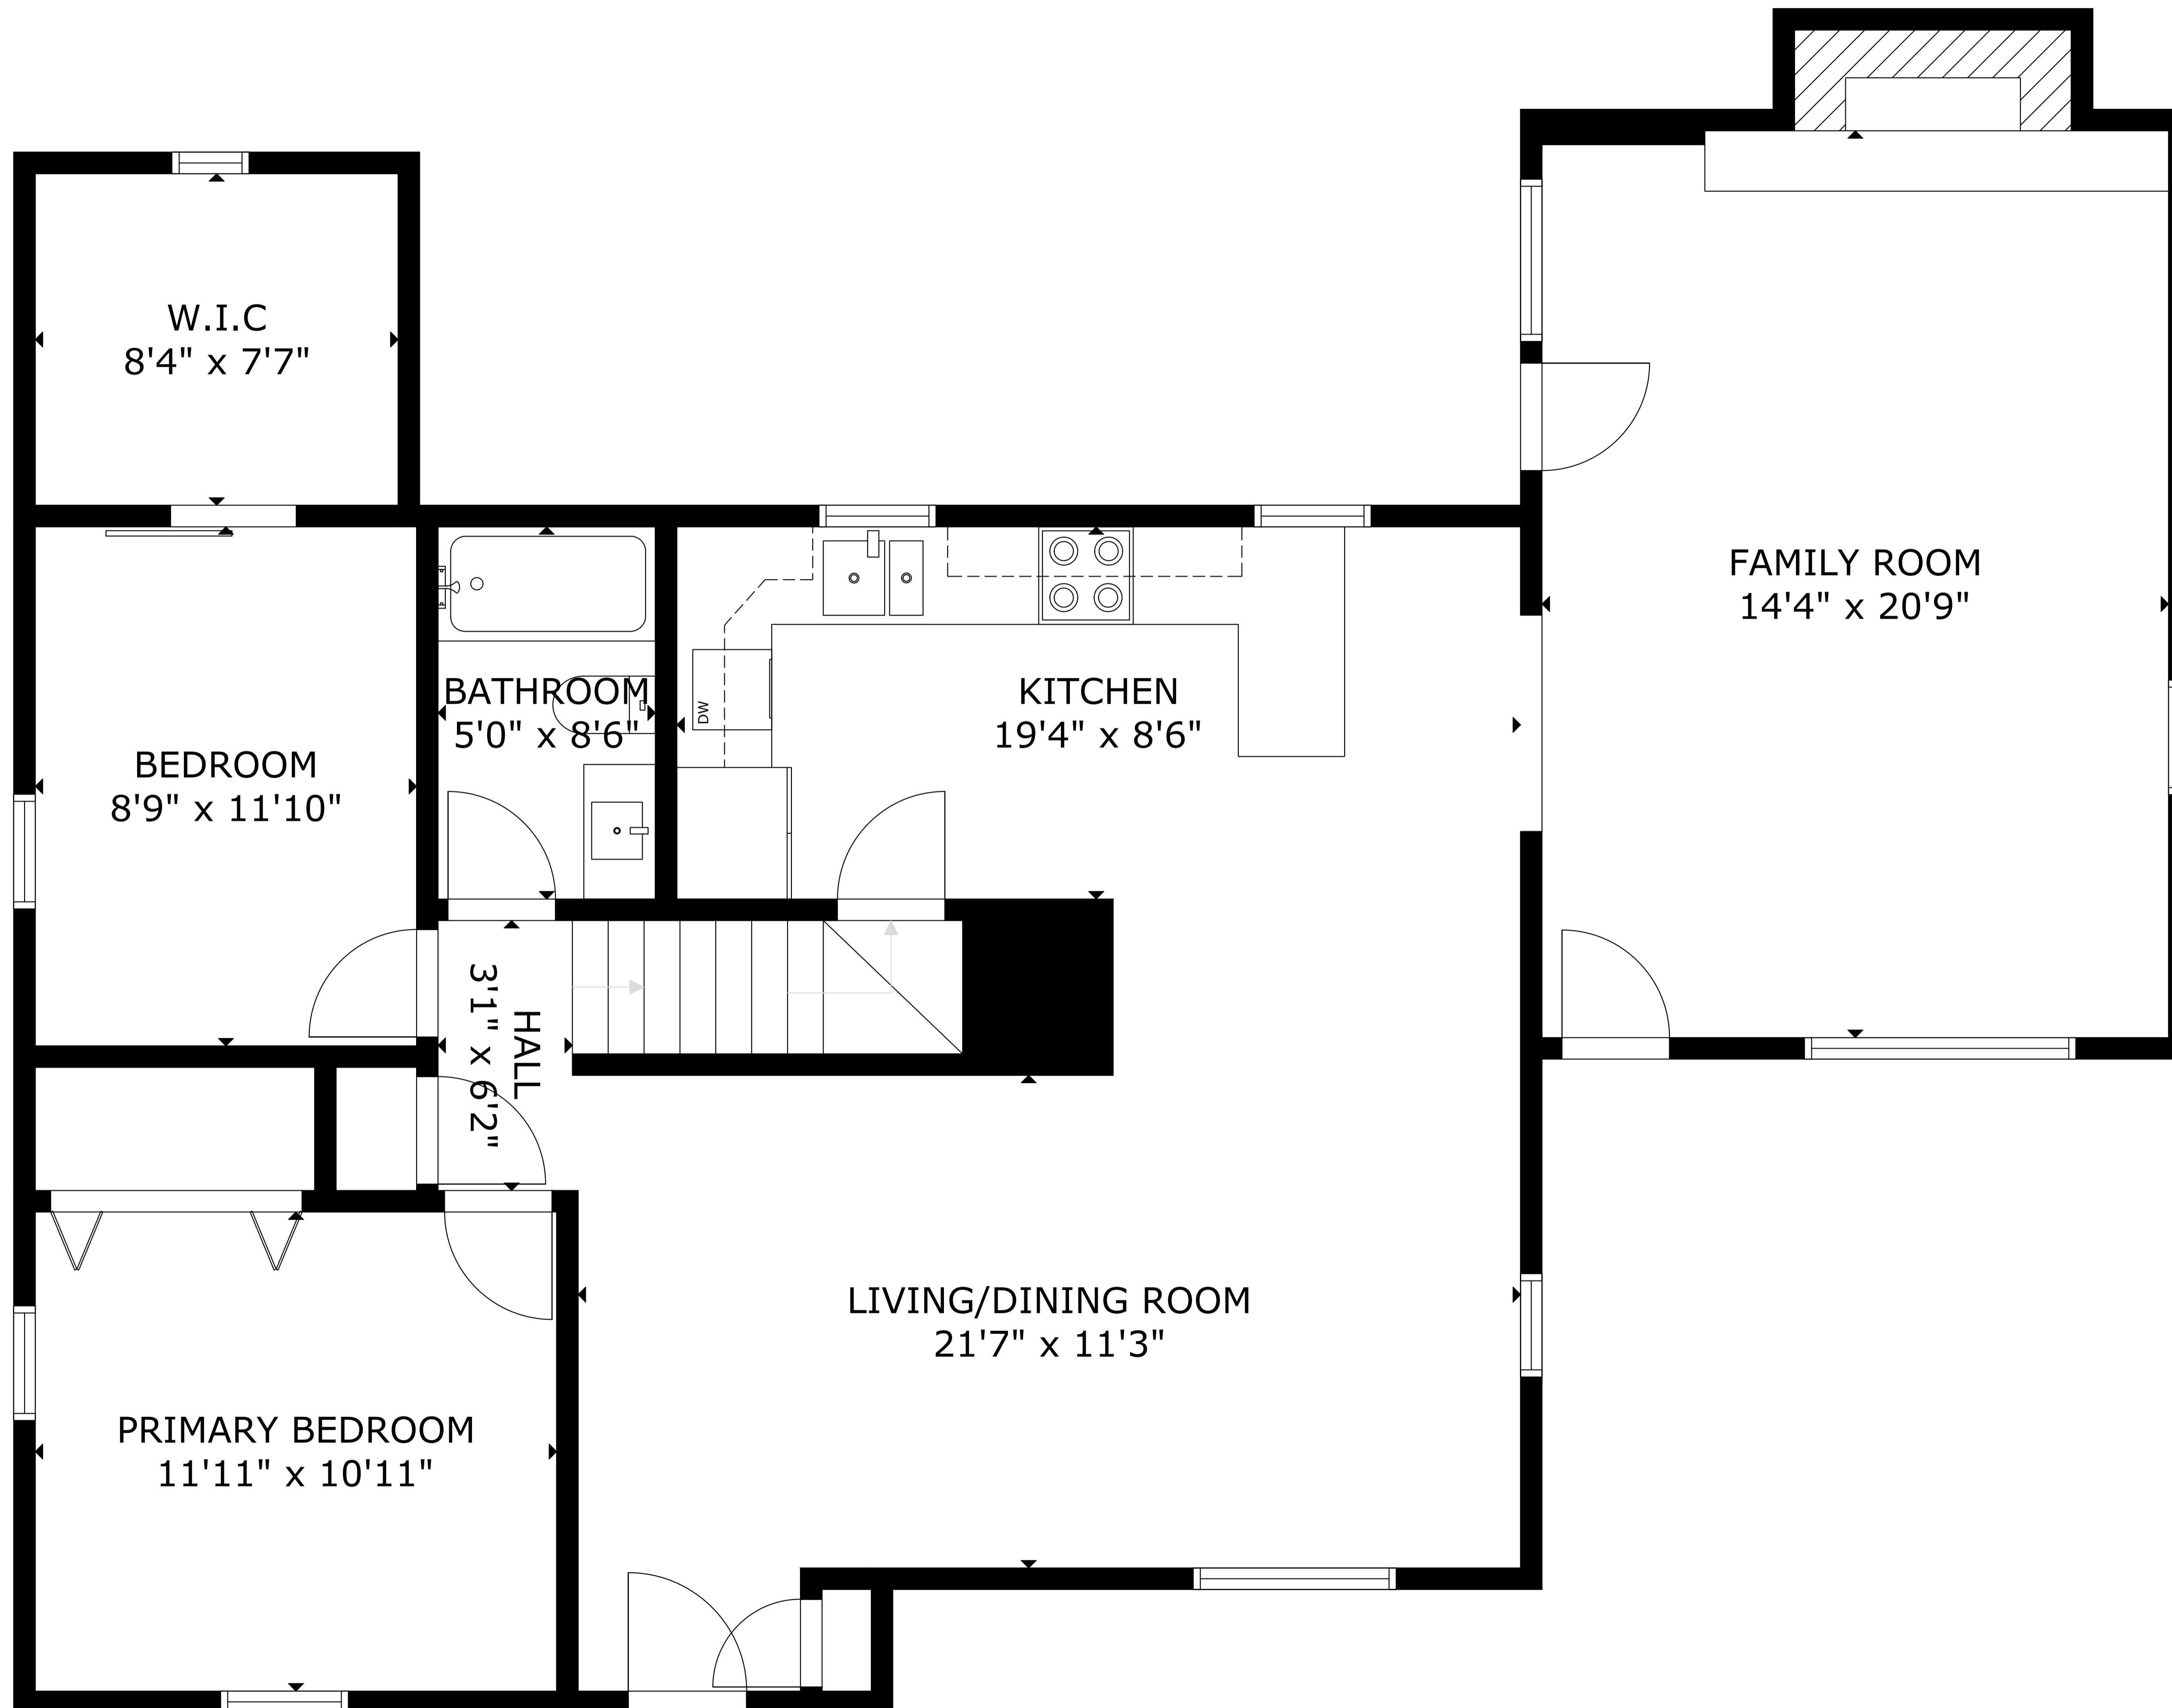 W.I.C
8'4" x 7'7"
FAMILY ROOM
14'4" x 20'9"
BATHROOM
5'0" x 8'6"
KITCHEN
19'4" x 8'6"
DW
BEDROOM
8'9" x 11'10"
HALL
3'1" x 6'2"
LIVING/DINING ROOM
21'7" x 11'3"
PRIMARY BEDROOM
11'11" x 10'11"